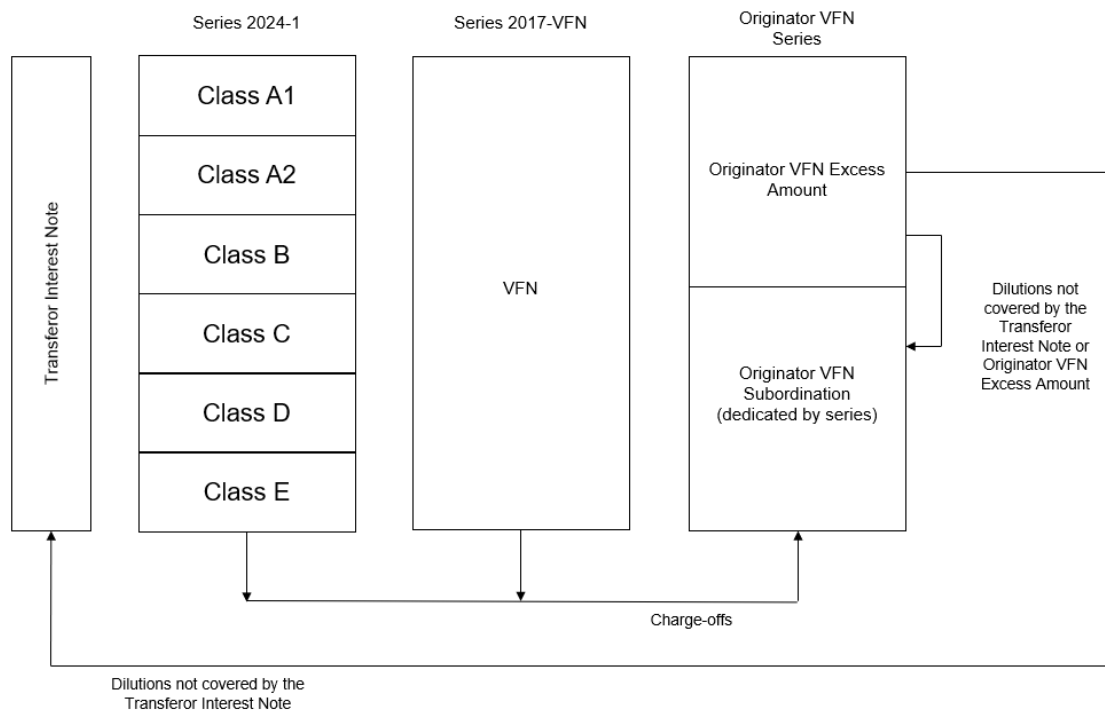 Series 2024-1
Series 2017-VFN
Originator VFN
Series
Transferor Interest Note
Class A1
Class A2
Class B
Class C
Class D
Class E
VFN
Originator VFN Excess
Amount
Originator VFN
Subordination
(dedicated by series)
Dilutions not
covered by the
Transferor
Interest Note or
Originator VFN
Excess Amount
Charge-offs
Dilutions not covered by the
Transferor Interest Note